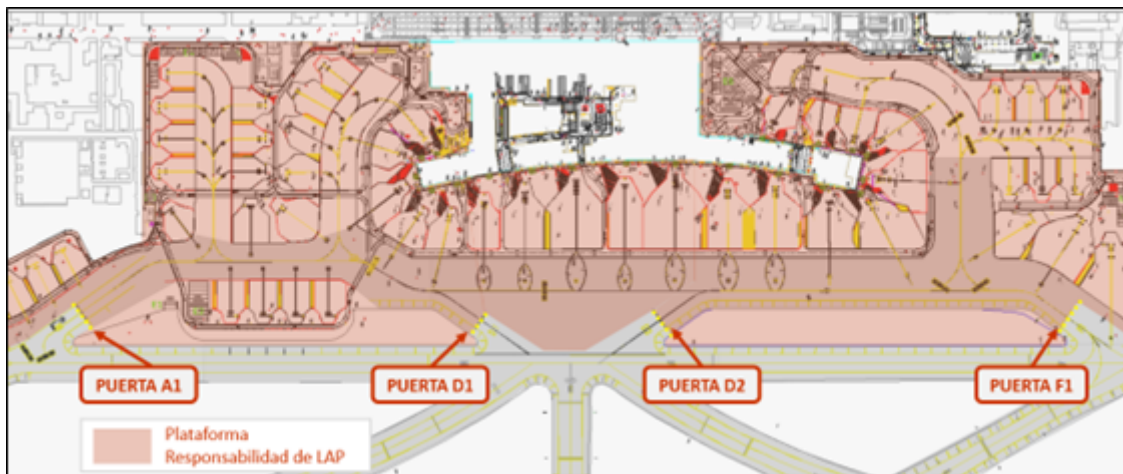 PUERTA A1
PUERTA D1
PUERTA D2
PUERTA F1
Plataforma
Responsabilidad de LAP